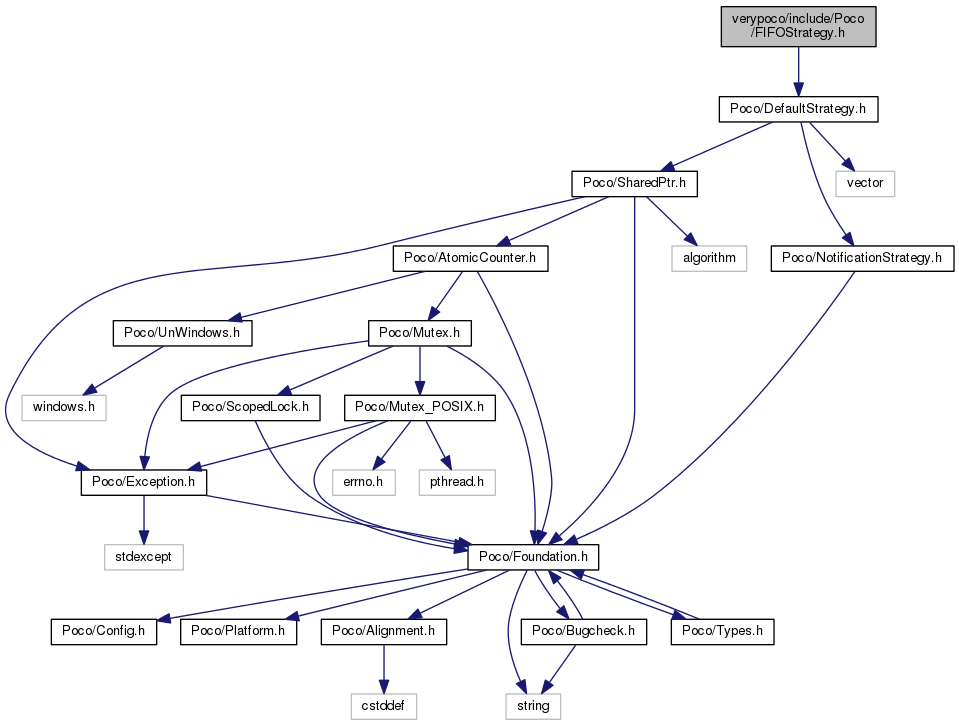 verypoco/include/Poco
/FIFOStrategy.h
Poco/DefaultStrategy.h
Poco/SharedPtr.h
vector
Poco/AtomicCounter.h
algorithm
Poco/NotificationStrategy.h
Poco/UnWindows.h
Poco/Mutex.h
windows.h
Poco/ScopedLock.h
Poco/Mutex_POSIX.h
Poco/Exception.h
errno.h
pthread.h
stdexcept
Poco/Foundation.h
Poco/Config.h
Poco/Platform.h
Poco/Alignment.h
Poco/Bugcheck.h
Poco/Types.h
cstddef
string